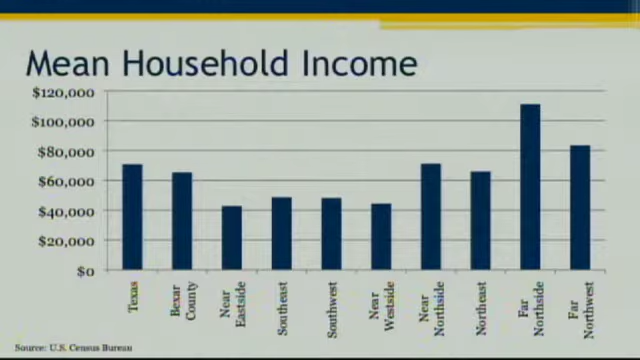 Mean Household Income
$120,000
$100,000
$80,000
$60,000
$40,000
$20,000
$0
Texas
Bexar
County
Near
Eastside
Southeast
Southwest
Near
Westside
Near
Northside
Northeast
Far
Northside
Far
Northwest
Source: U.S. Census Bureau